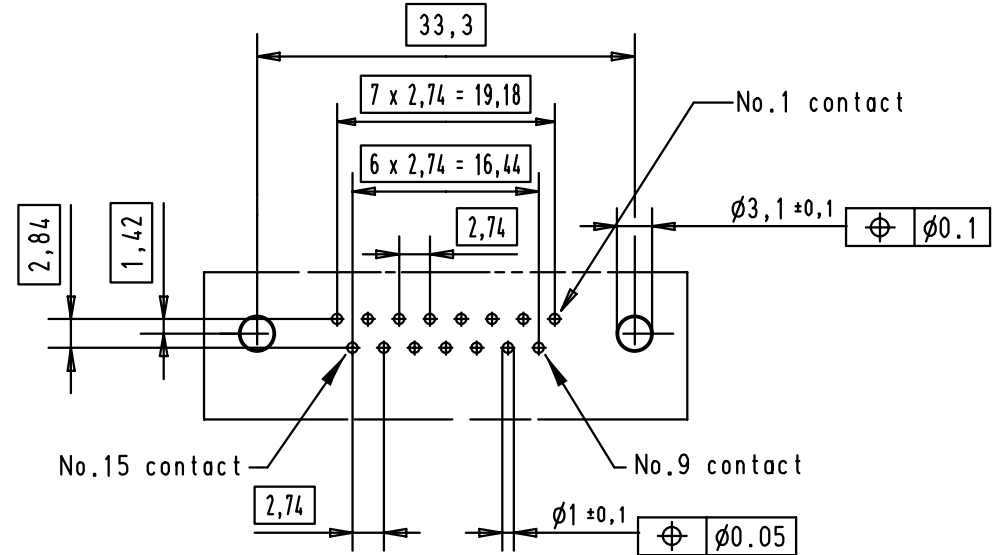 33,3
7 x 2,74 = 19,18
No.1 contact
6 x 2,74 = 16,44
2,84
1,42
2,74
Ø3,1 ±0,1
⌖ Ø0.1
No.15 contact
No.9 contact
2,74
Ø1 ±0,1
⌖ Ø0.05